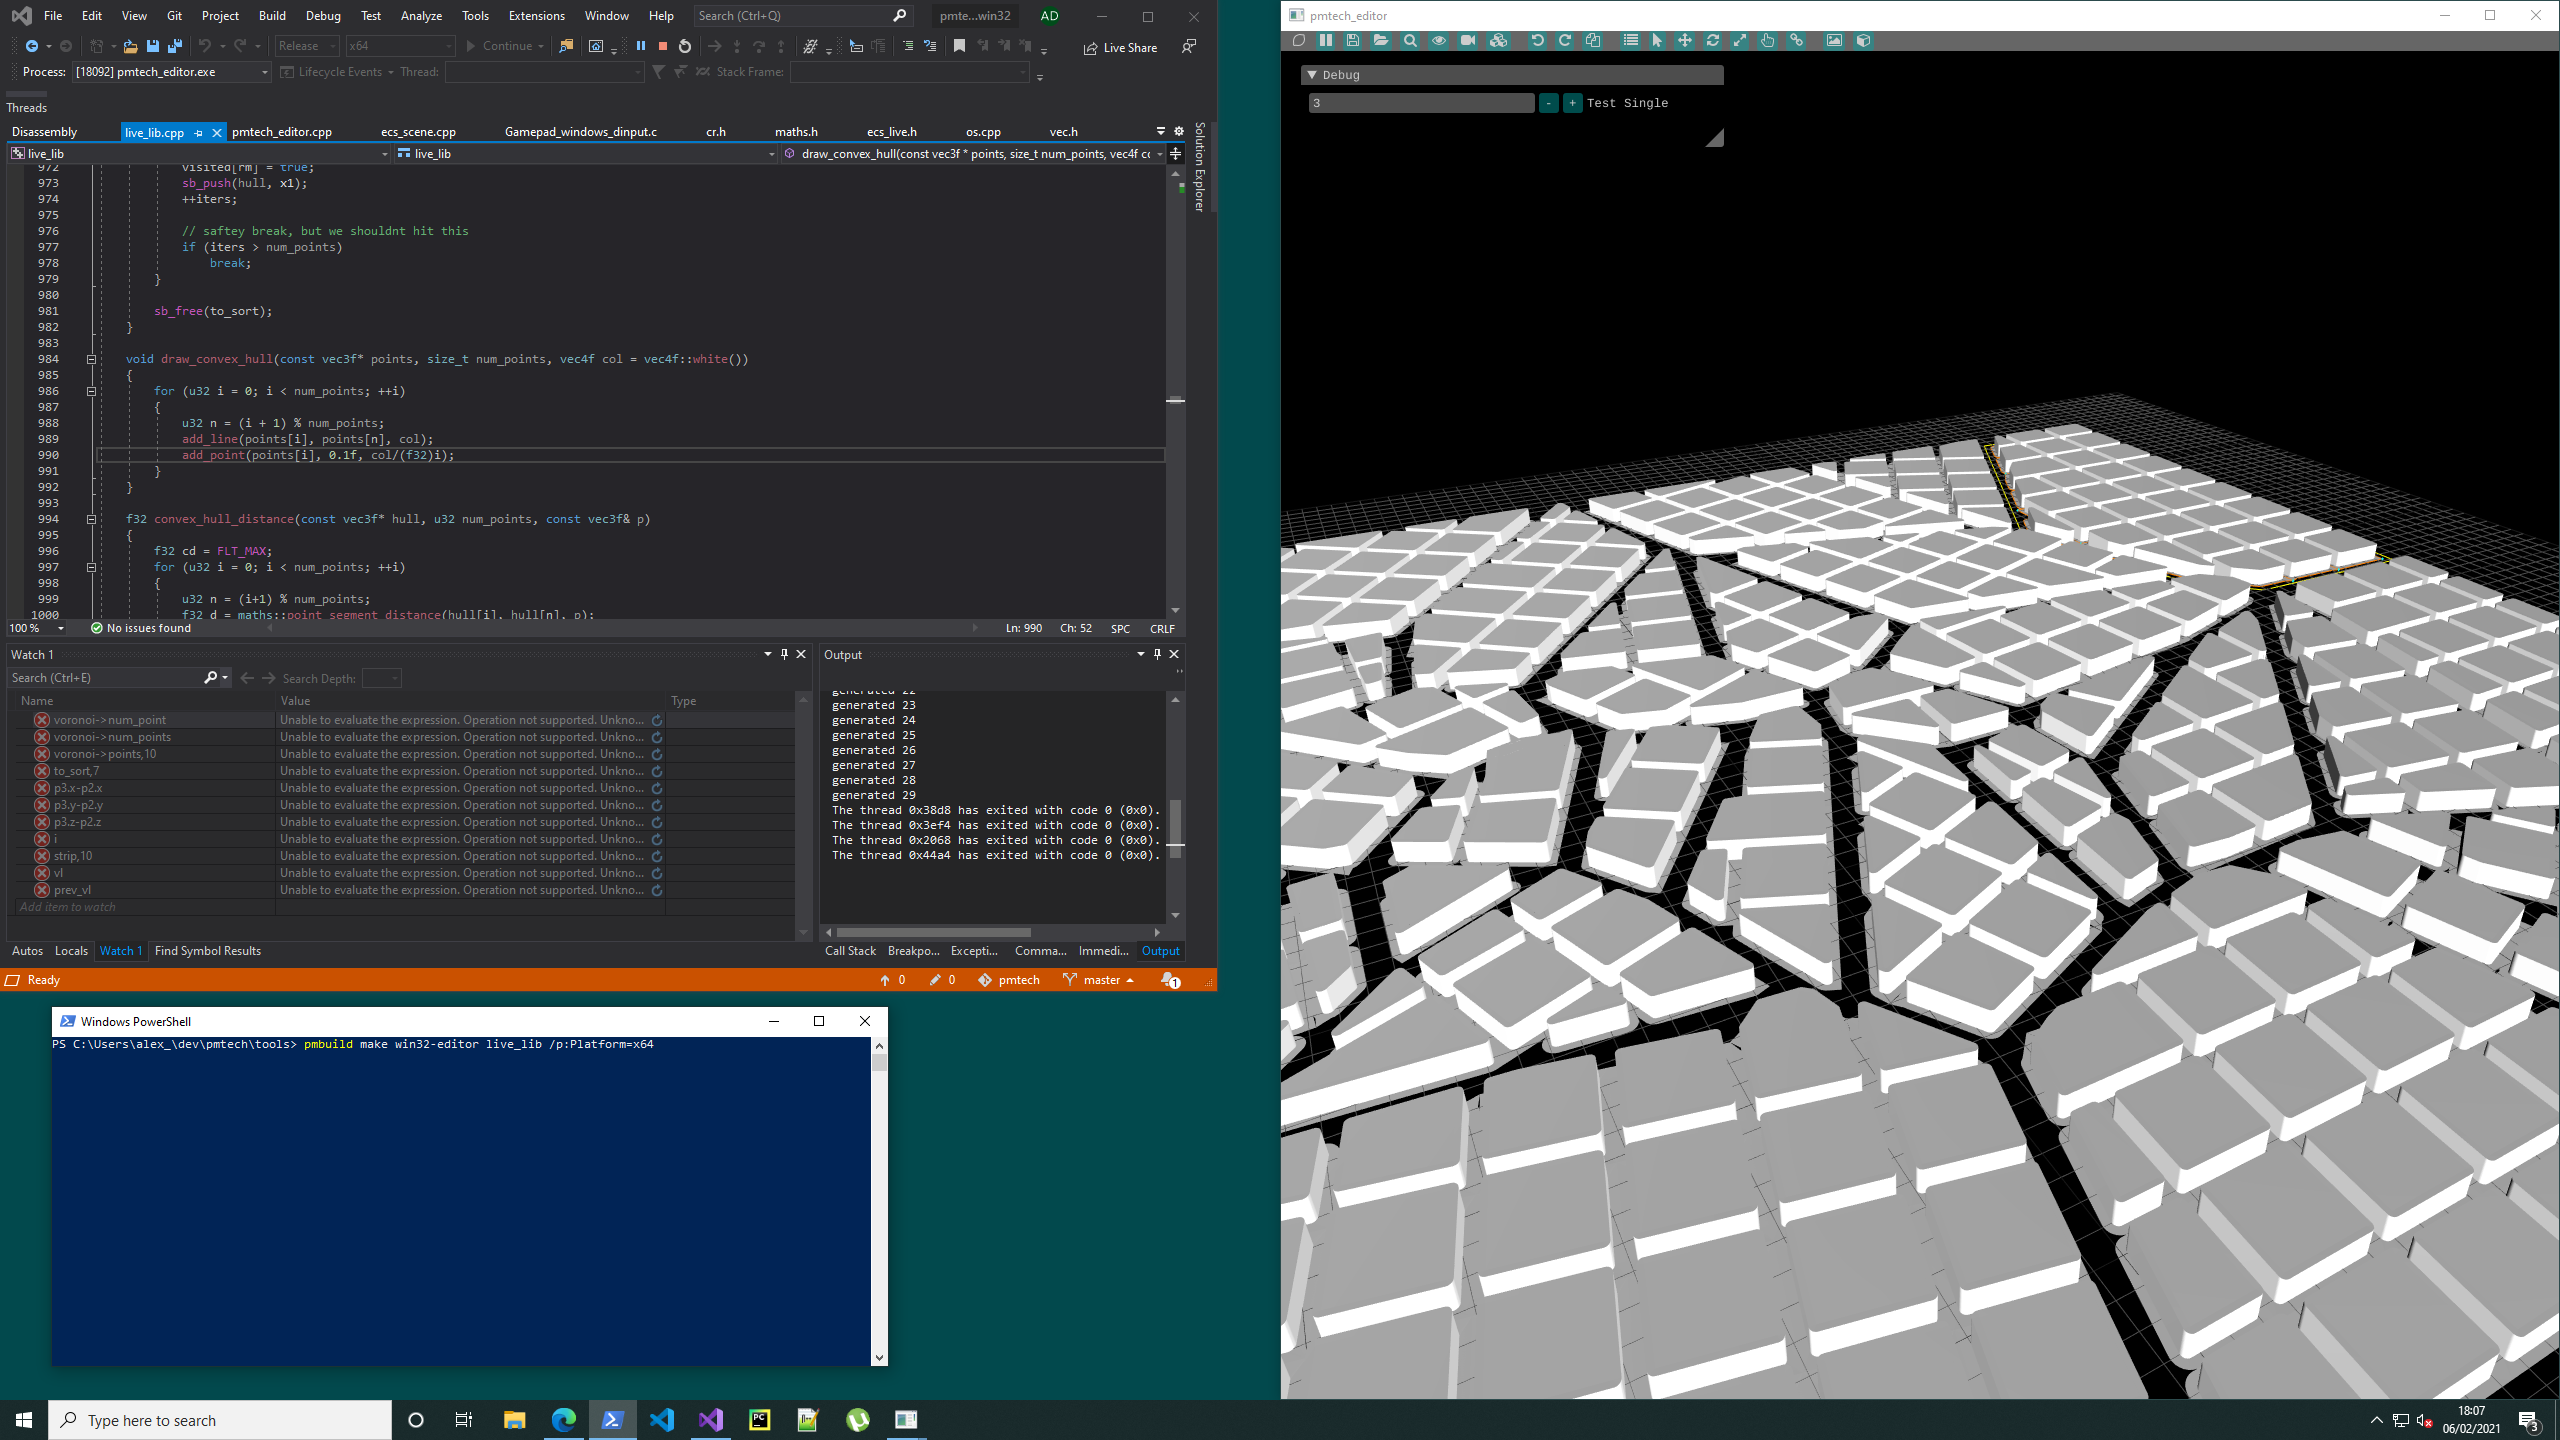 File Edit View Git Project Build Debug Test Analyze Tools Extensions Window Help Search (Ctrl+Q) pmte...win32 AD
Release x64 Continue Live Share
Process: [18092] pmtech_editor.exe Lifecycle Events Thread: Stack Frame:
Threads
Disassembly live_lib.cpp pmtech_editor.cpp ecs_scene.cpp Gamepad_windows_dinput.c cr.h maths.h ecs_live.h os.cpp vec.h
live_lib live_lib draw_convex_hull(const vec3f * points, size_t num_points, vec4f cc
Solution Explorer
972 visited[rm] = true;
973 sb_push(hull, x1);
974 ++iters;
975
976 // saftey break, but we shouldnt hit this
977 if (iters > num_points)
978 break;
979 }
980
981 sb_free(to_sort);
982 }
983
984 void draw_convex_hull(const vec3f* points, size_t num_points, vec4f col = vec4f::white())
985 {
986 for (u32 i = 0; i < num_points; ++i)
987 {
988 u32 n = (i + 1) % num_points;
989 add_line(points[i], points[n], col);
990 add_point(points[i], 0.1f, col/(f32)i);
991 }
992 }
993
994 f32 convex_hull_distance(const vec3f* hull, u32 num_points, const vec3f& p)
995 {
996 f32 cd = FLT_MAX;
997 for (u32 i = 0; i < num_points; ++i)
998 {
999 u32 n = (i+1) % num_points;
1000 f32 d = maths::point_segment_distance(hull[i], hull[n], p);
100 % No issues found Ln: 990 Ch: 52 SPC CRLF
Watch 1
Search (Ctrl+E) Search Depth:
Name Value Type
voronoi->num_point Unable to evaluate the expression. Operation not supported. Unkno...
voronoi->num_points Unable to evaluate the expression. Operation not supported. Unkno...
voronoi->points,10 Unable to evaluate the expression. Operation not supported. Unkno...
to_sort,7 Unable to evaluate the expression. Operation not supported. Unkno...
p3.x-p2.x Unable to evaluate the expression. Operation not supported. Unkno...
p3.y-p2.y Unable to evaluate the expression. Operation not supported. Unkno...
p3.z-p2.z Unable to evaluate the expression. Operation not supported. Unkno...
i Unable to evaluate the expression. Operation not supported. Unkno...
strip,10 Unable to evaluate the expression. Operation not supported. Unkno...
vl Unable to evaluate the expression. Operation not supported. Unkno...
prev_vl Unable to evaluate the expression. Operation not supported. Unkno...
Add item to watch
Autos Locals Watch 1 Find Symbol Results
Output
generated 22
generated 23
generated 24
generated 25
generated 26
generated 27
generated 28
generated 29
The thread 0x38d8 has exited with code 0 (0x0).
The thread 0x3ef4 has exited with code 0 (0x0).
The thread 0x2068 has exited with code 0 (0x0).
The thread 0x44a4 has exited with code 0 (0x0).
Call Stack Breakpo... Excepti... Comma... Immedi... Output
Ready 0 0 pmtech master 1
Windows PowerShell
PS C:\Users\alex_\dev\pmtech\tools> pmbuild make win32-editor live_lib /p:Platform=x64
pmtech_editor
Debug
3 - + Test Single
Type here to search
PC
18:07
06/02/2021
3